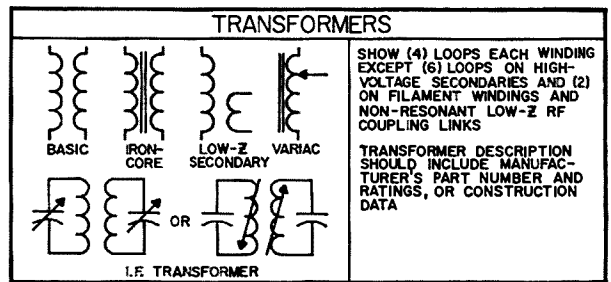 TRANSFORMERS
BASIC
IRON-
CORE
LOW-Z
SECONDARY
VARIAC
OR
I.F. TRANSFORMER
SHOW (4) LOOPS EACH WINDING
EXCEPT (6) LOOPS ON HIGH-
VOLTAGE SECONDARIES AND (2)
ON FILAMENT WINDINGS AND
NON-RESONANT LOW-Z RF
COUPLING LINKS
TRANSFORMER DESCRIPTION
SHOULD INCLUDE MANUFAC-
TURER'S PART NUMBER AND
RATINGS, OR CONSTRUCTION
DATA